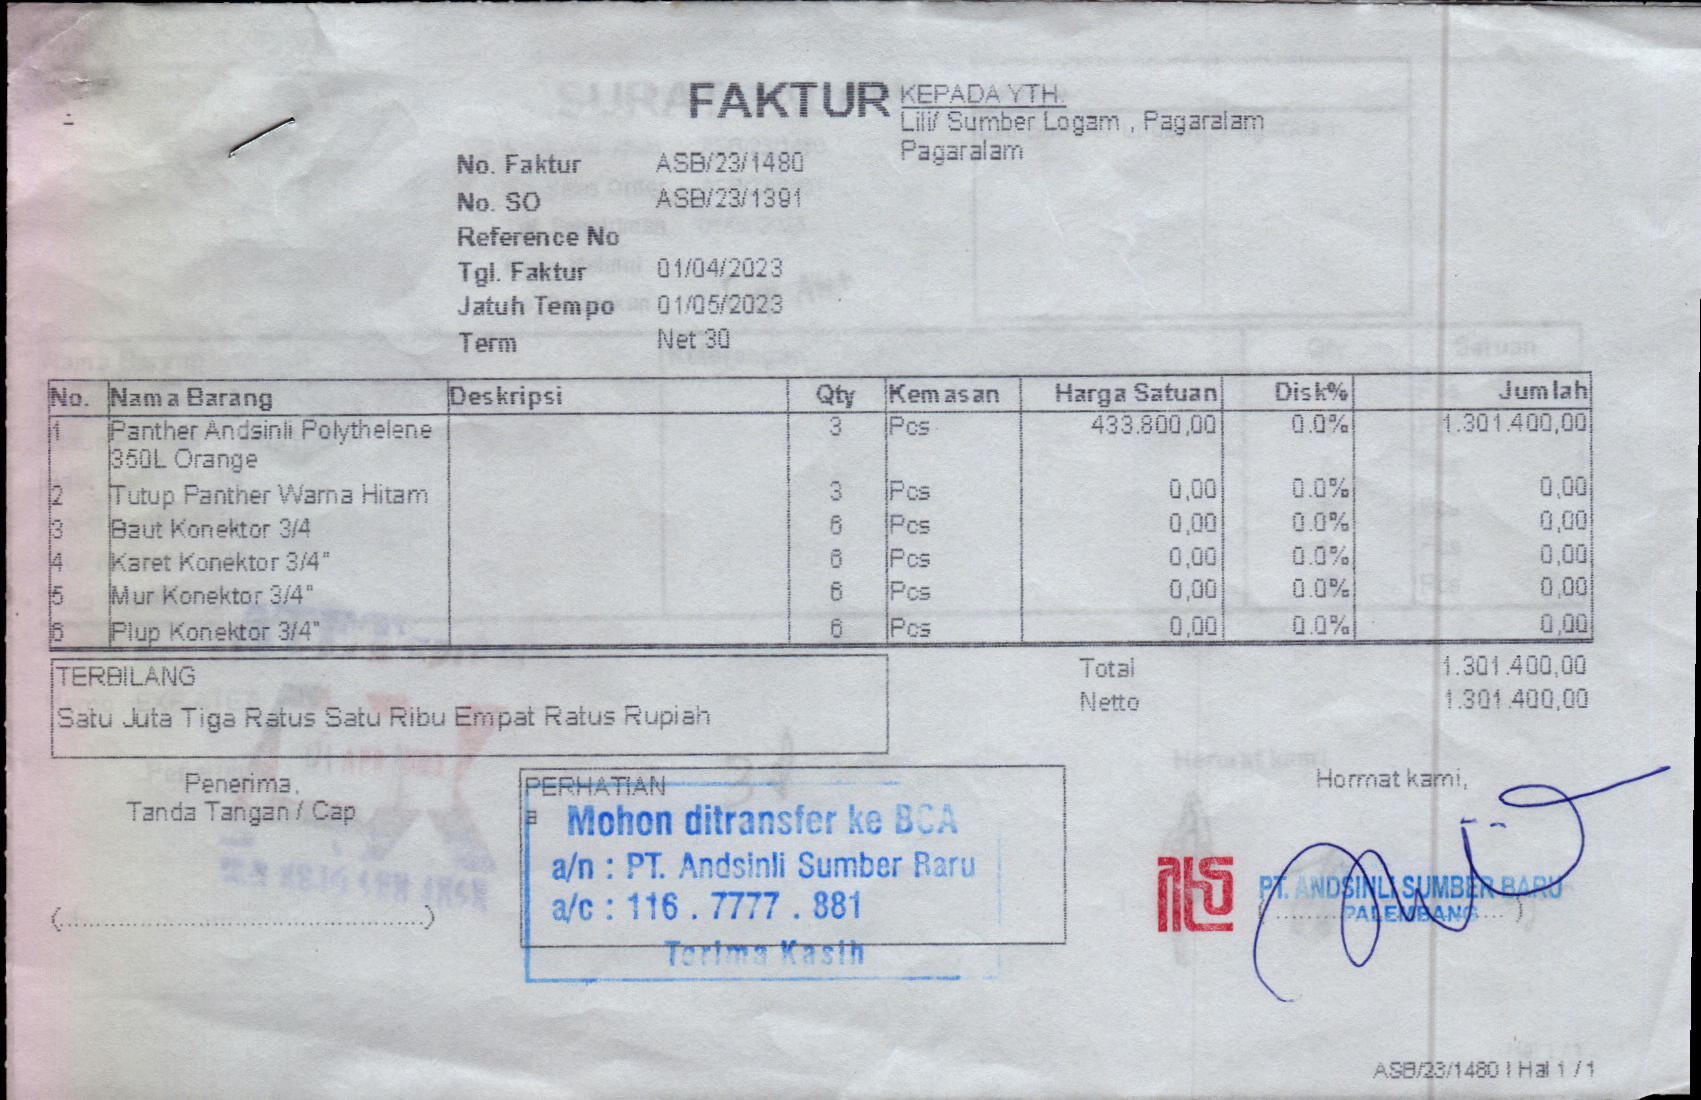 FAKTUR
KEPADA YTH.
Lili/ Sumber Logam , Pagaralam
Pagaralam
No. Faktur ASB/23/1480
No. SO ASB/23/1391
Reference No
Tgl. Faktur 01/04/2023
Jatuh Tempo 01/05/2023
Term Net 30
No. Nama Barang Deskripsi Qty Kemasan Harga Satuan Disk% Jumlah
1 Panther Andsinli Polythelene 3 Pcs 433.800,00 0.0% 1.301.400,00
350L Orange
2 Tutup Panther Warna Hitam 3 Pcs 0,00 0.0% 0,00
3 Baut Konektor 3/4 6 Pcs 0,00 0.0% 0,00
4 Karet Konektor 3/4" 6 Pcs 0,00 0.0% 0,00
5 Mur Konektor 3/4" 6 Pcs 0,00 0.0% 0,00
6 Plup Konektor 3/4" 6 Pcs 0,00 0.0% 0,00
TERBILANG
Satu Juta Tiga Ratus Satu Ribu Empat Ratus Rupiah
Total 1.301.400,00
Netto 1.301.400,00
Penerima,
Tanda Tangan / Cap
(........................................)
PERHATIAN
a
Mohon ditransfer ke BCA
a/n : PT. Andsinli Sumber Baru
a/c : 116 . 7777 . 881
Terima Kasih
Hormat kami,
PT. ANDSINLI SUMBER BARU
PALEMBANG
ASB/23/1480 | Hal 1 / 1